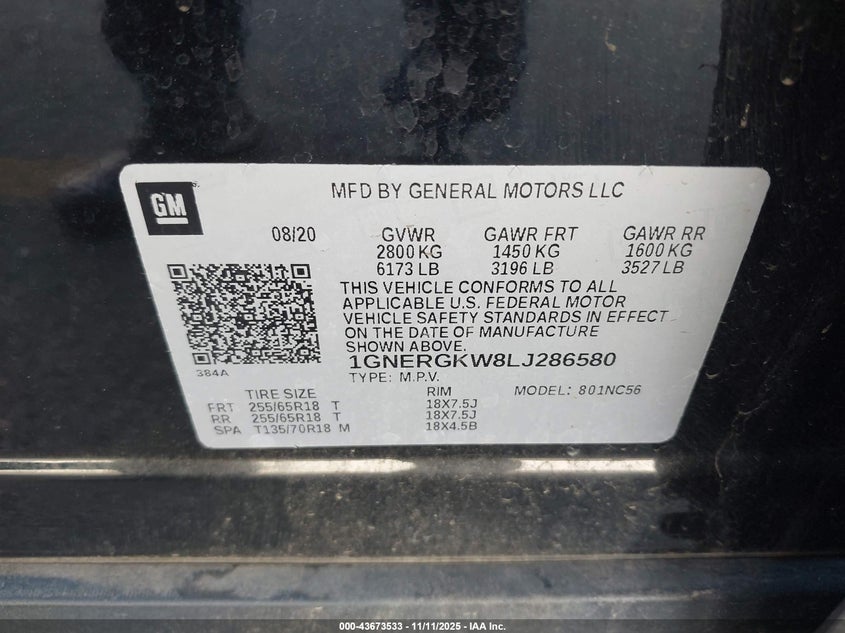 GM
MFD BY GENERAL MOTORS LLC
08/20 GVWR GAWR FRT GAWR RR
2800 KG 1450 KG 1600 KG
6173 LB 3196 LB 3527 LB
THIS VEHICLE CONFORMS TO ALL
APPLICABLE U.S. FEDERAL MOTOR
VEHICLE SAFETY STANDARDS IN EFFECT
ON THE DATE OF MANUFACTURE
SHOWN ABOVE.
1GNERGKW8LJ286580
384A
TYPE: M.P.V.
TIRE SIZE RIM MODEL: 801NC56
FRT 255/65R18 T 18X7.5J
RR 255/65R18 T 18X7.5J
SPA T135/70R18 M 18X4.5B
000-43673533 - 11/11/2025 - IAA Inc.